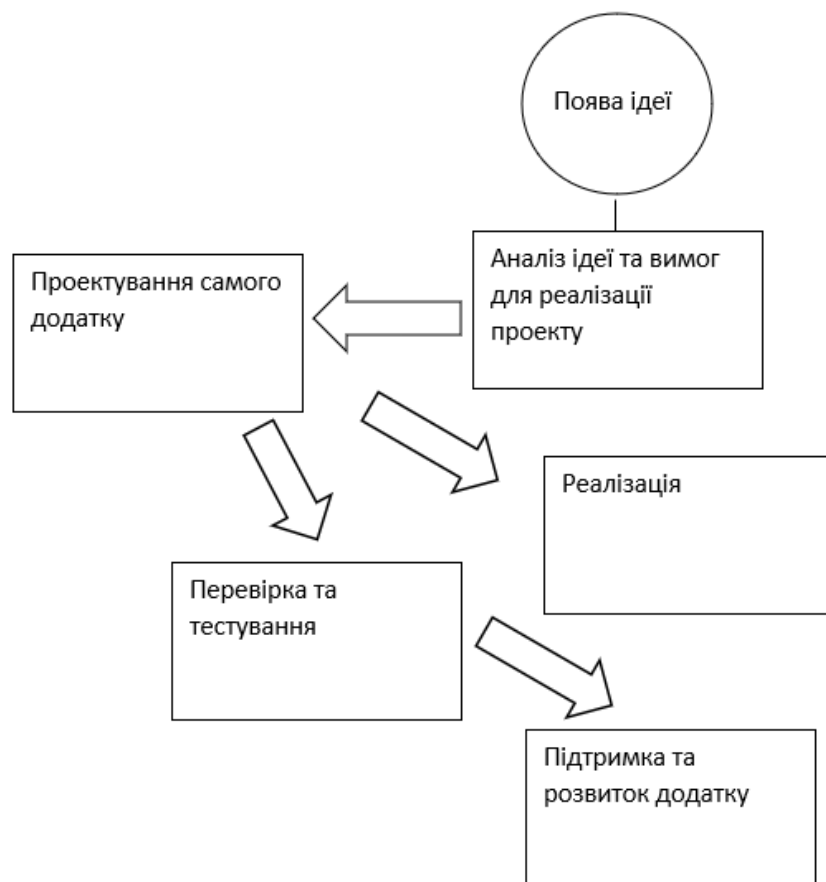 Поява ідеї
Аналіз ідеї та вимог
для реалізації
проекту
Проектування самого
додатку
Реалізація
Перевірка та
тестування
Підтримка та
розвиток додатку